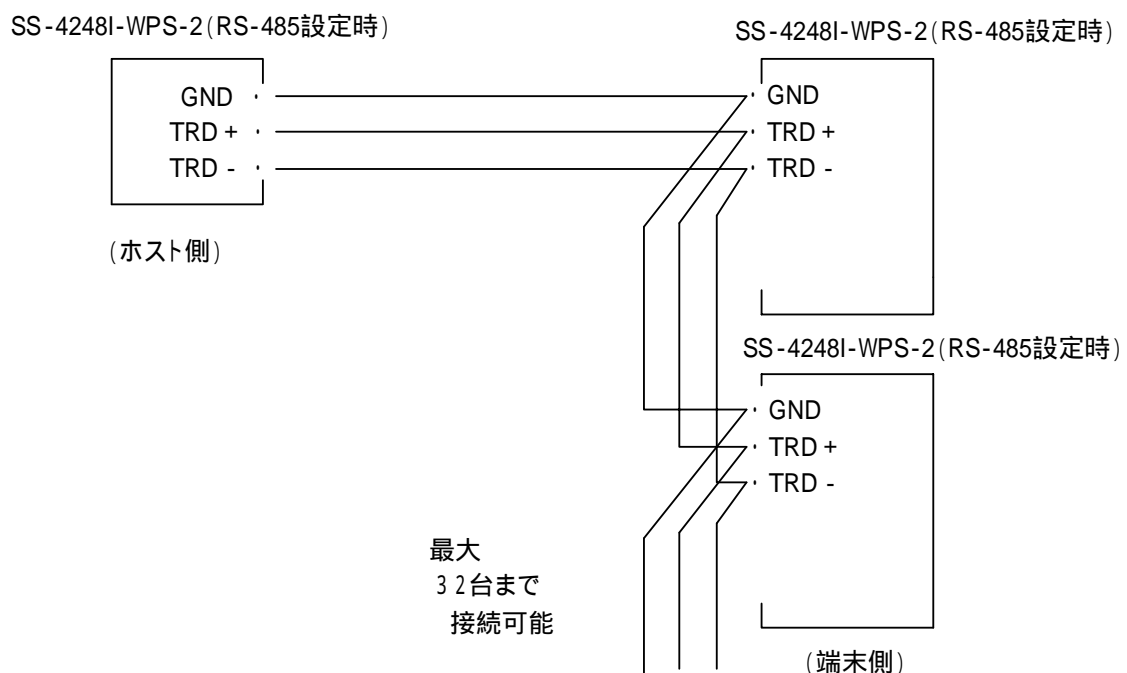 SS-4248I-WPS-2(RS-485設定時)
GND
TRD +
TRD -
(ホスト側)
SS-4248I-WPS-2(RS-485設定時)
GND
TRD +
TRD -
SS-4248I-WPS-2(RS-485設定時)
GND
TRD +
TRD -
最大
32台まで
接続可能
(端末側)